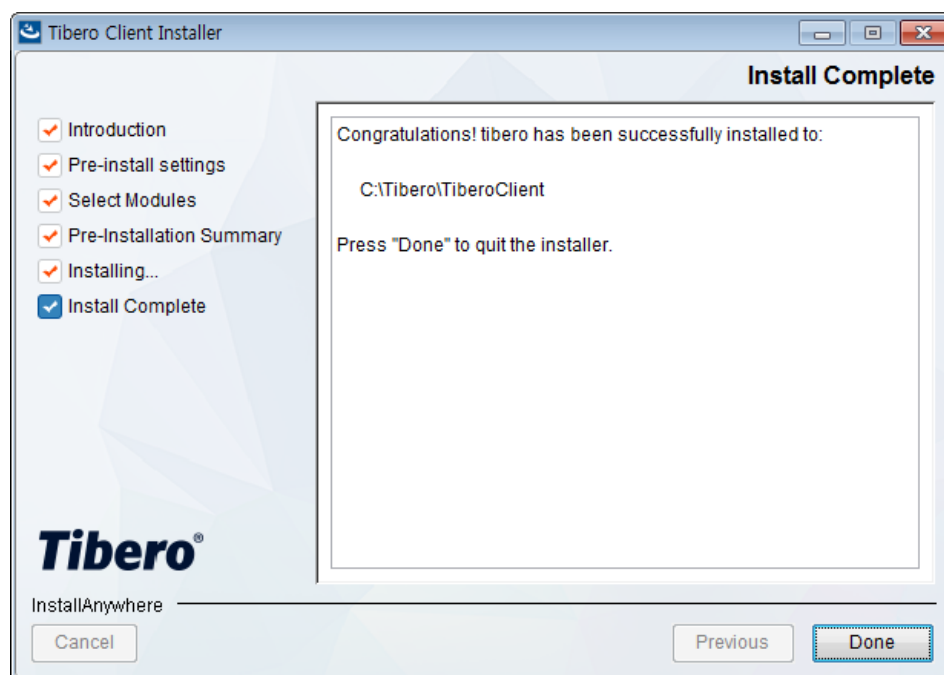 Tibero Client Installer
Install Complete
Introduction
Pre-install settings
Select Modules
Pre-Installation Summary
Installing...
Install Complete
Congratulations! tibero has been successfully installed to:
C:\Tibero\TiberoClient
Press "Done" to quit the installer.
Tibero®
InstallAnywhere
Cancel
Previous
Done